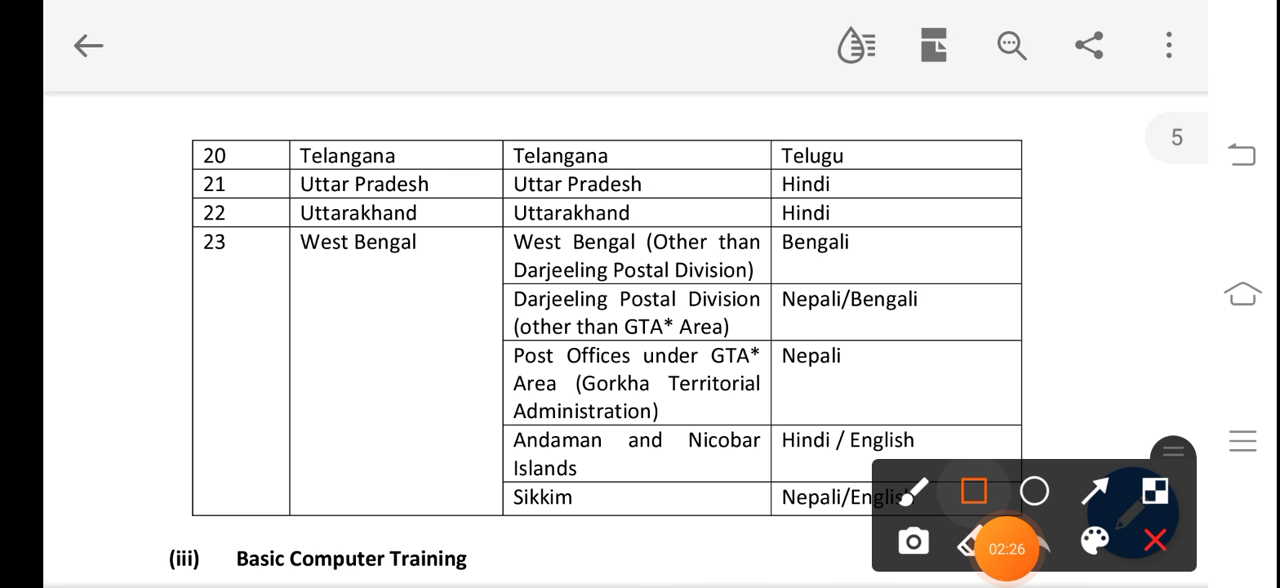 5
20 Telangana Telangana Telugu
21 Uttar Pradesh Uttar Pradesh Hindi
22 Uttarakhand Uttarakhand Hindi
23 West Bengal West Bengal (Other than Bengali
Darjeeling Postal Division)
Darjeeling Postal Division Nepali/Bengali
(other than GTA* Area)
Post Offices under GTA* Nepali
Area (Gorkha Territorial
Administration)
Andaman and Nicobar Hindi / English
Islands
Sikkim
(iii) Basic Computer Training
02:26